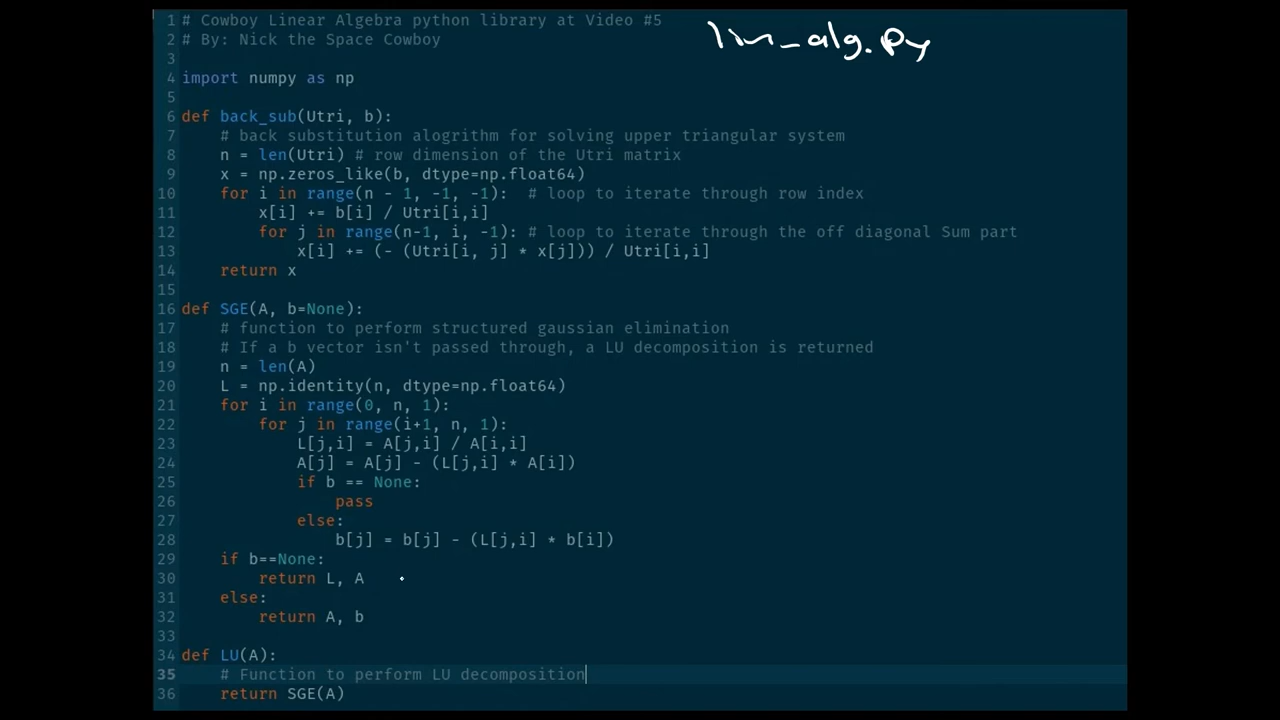 1 # Cowboy Linear Algebra python library at Video #5
lin_alg.py
2 # By: Nick the Space Cowboy
3
4 import numpy as np
5
6 def back_sub(Utri, b):
7     # back substitution alogrithm for solving upper triangular system
8     n = len(Utri) # row dimension of the Utri matrix
9     x = np.zeros_like(b, dtype=np.float64)
10     for i in range(n - 1, -1, -1):  # loop to iterate through row index
11         x[i] += b[i] / Utri[i,i]
12         for j in range(n-1, i, -1): # loop to iterate through the off diagonal Sum part
13             x[i] += (- (Utri[i, j] * x[j])) / Utri[i,i]
14     return x
15
16 def SGE(A, b=None):
17     # function to perform structured gaussian elimination
18     # If a b vector isn't passed through, a LU decomposition is returned
19     n = len(A)
20     L = np.identity(n, dtype=np.float64)
21     for i in range(0, n, 1):
22         for j in range(i+1, n, 1):
23             L[j,i] = A[j,i] / A[i,i]
24             A[j] = A[j] - (L[j,i] * A[i])
25             if b == None:
26                 pass
27             else:
28                 b[j] = b[j] - (L[j,i] * b[i])
29     if b==None:
30         return L, A
31     else:
32         return A, b
33
34 def LU(A):
35     # Function to perform LU decomposition
36     return SGE(A)